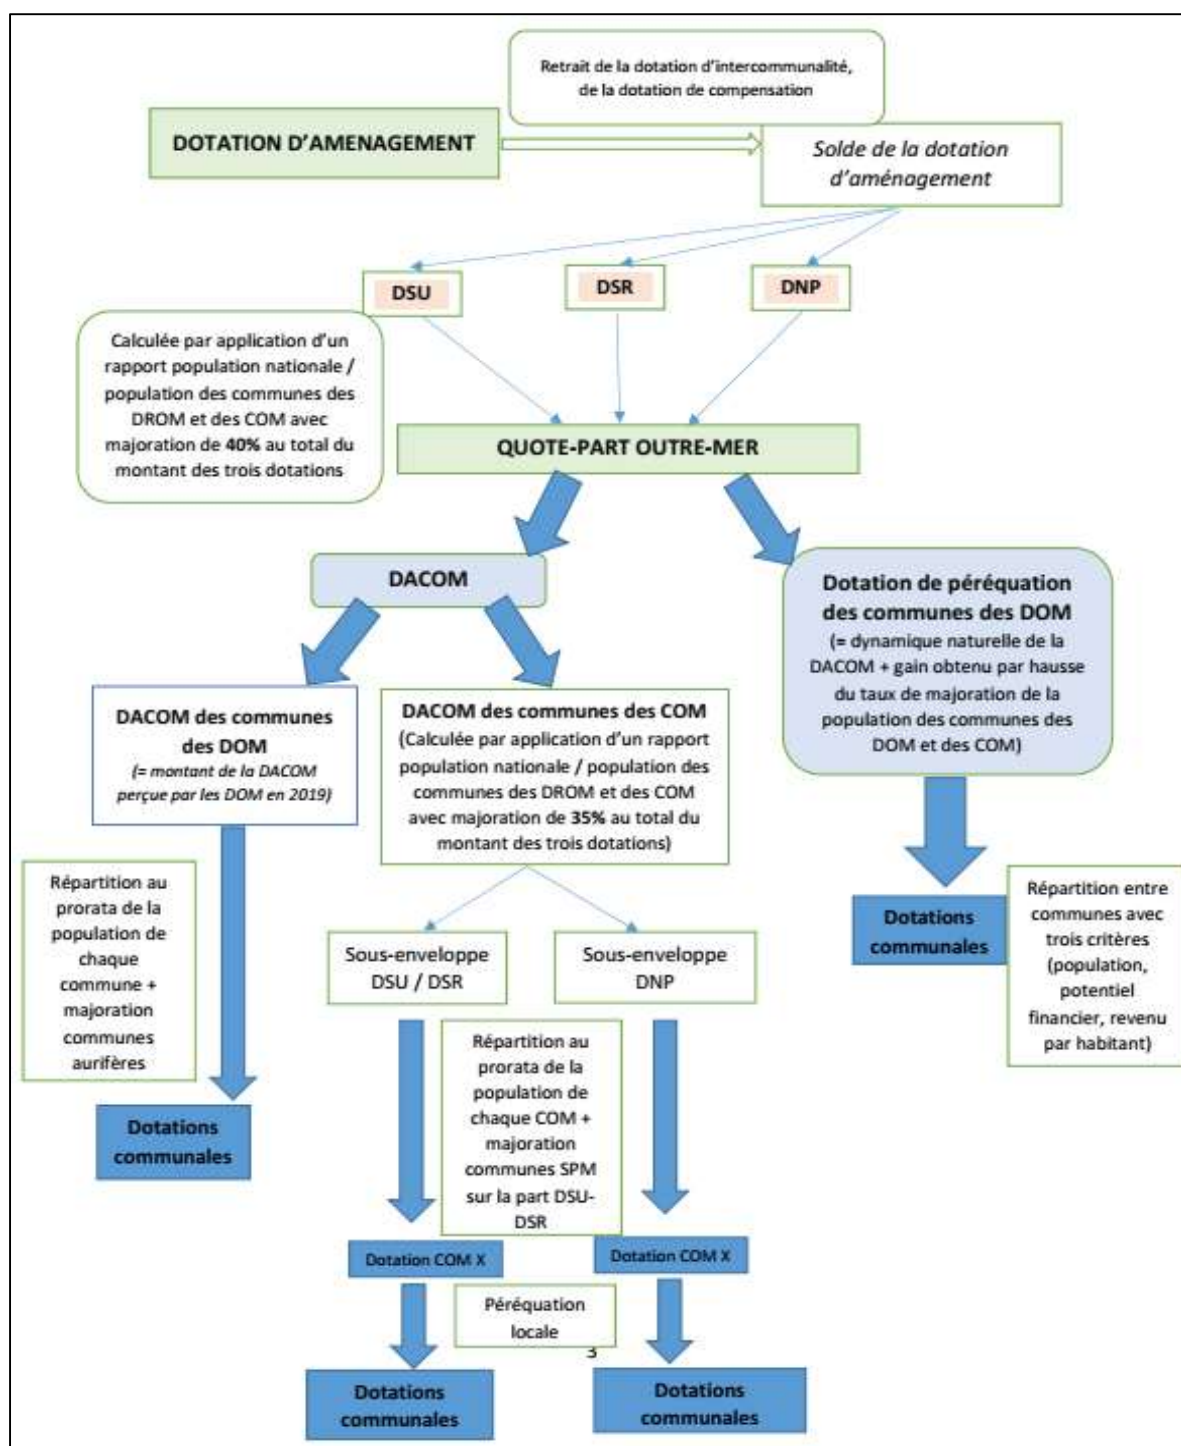 Retrait de la dotation d'intercommunalité,
de la dotation de compensation
DOTATION D'AMENAGEMENT
Solde de la dotation
d'aménagement
DSU
DSR
DNP
Calculée par application d'un
rapport population nationale /
population des communes des
DROM et des COM avec
majoration de 40% au total du
montant des trois dotations
QUOTE-PART OUTRE-MER
DACOM
Dotation de péréquation
des communes des DOM
(= dynamique naturelle de la
DACOM + gain obtenu par hausse
du taux de majoration de la
population des communes des
DOM et des COM)
DACOM des communes
des DOM
(= montant de la DACOM
perçue par les DOM en 2019)
DACOM des communes des COM
(Calculée par application d'un rapport
population nationale / population des
communes des DROM et des COM
avec majoration de 35% au total du
montant des trois dotations)
Répartition au
prorata de la
population de
chaque
commune +
majoration
communes
aurifères
Dotations
communales
Répartition entre
communes avec
trois critères
(population,
potentiel
financier, revenu
par habitant)
Sous-enveloppe
DSU / DSR
Sous-enveloppe
DNP
Répartition au
prorata de la
population de
chaque COM +
majoration
communes SPM
sur la part DSU-
DSR
Dotations
communales
Dotation COM X
Dotation COM X
Péréquation
locale
3
Dotations
communales
Dotations
communales